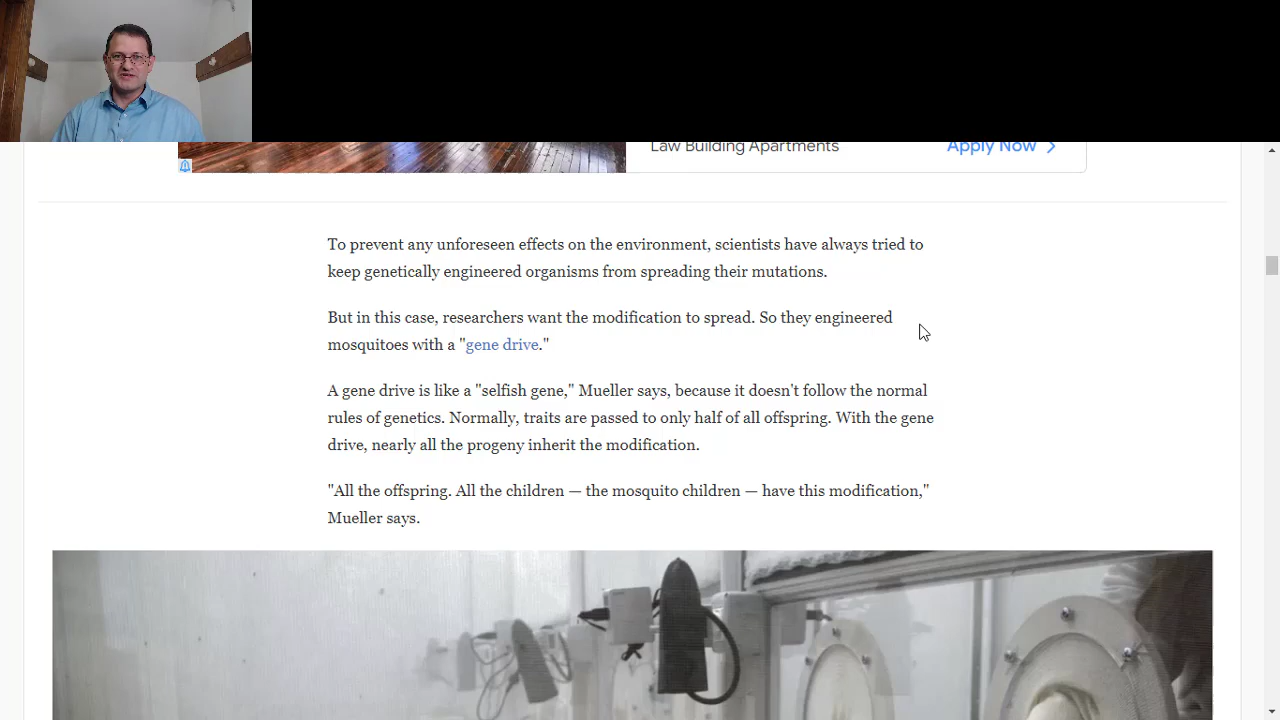 Law Building Apartments
Apply Now
To prevent any unforeseen effects on the environment, scientists have always tried to
keep genetically engineered organisms from spreading their mutations.
But in this case, researchers want the modification to spread. So they engineered
mosquitoes with a "gene drive."
A gene drive is like a "selfish gene," Mueller says, because it doesn't follow the normal
rules of genetics. Normally, traits are passed to only half of all offspring. With the gene
drive, nearly all the progeny inherit the modification.
"All the offspring. All the children — the mosquito children — have this modification,"
Mueller says.